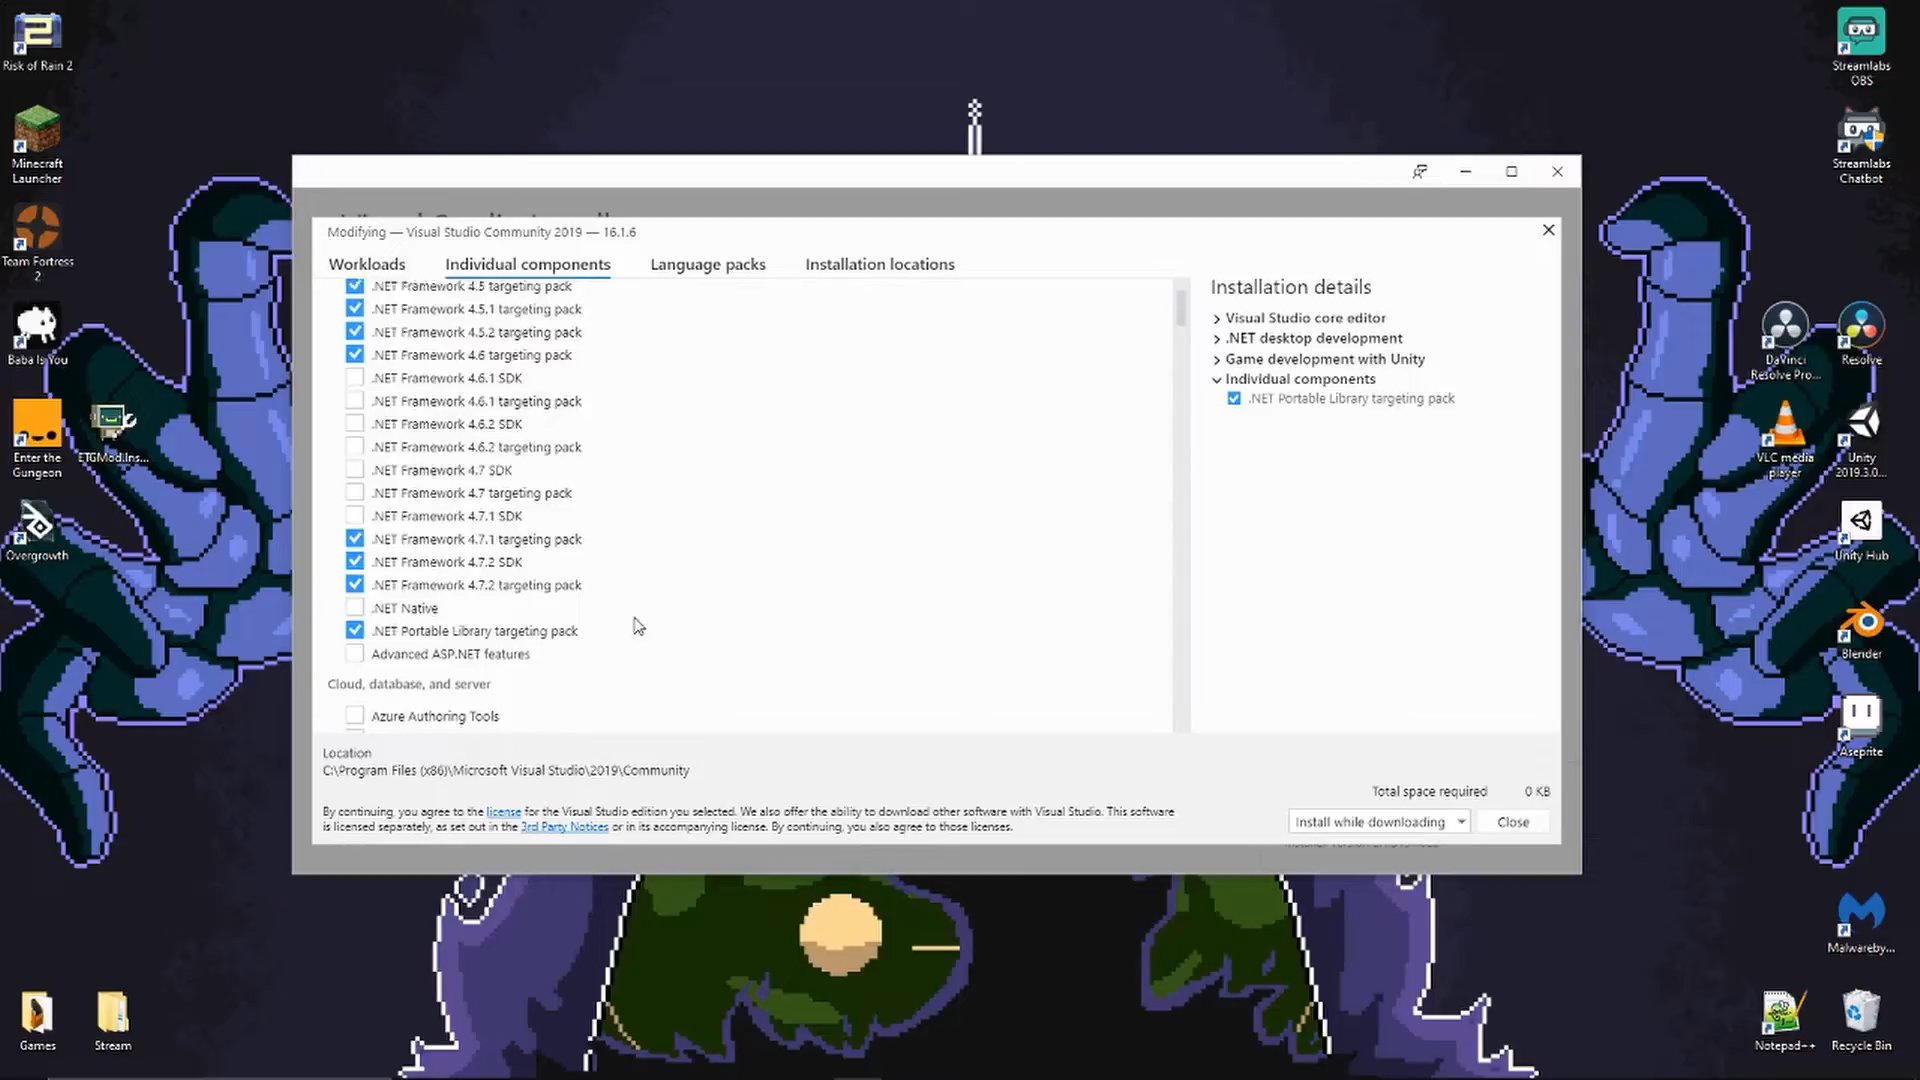 Risk of Rain 2
Minecraft
Launcher
Team Fortress
2
Baba Is You
Enter the
Gungeon
ETGMod.Ins...
Overgrowth
Games
Stream
Modifying — Visual Studio Community 2019 — 16.1.6
Workloads
Individual components
Language packs
Installation locations
.NET Framework 4.5 targeting pack
.NET Framework 4.5.1 targeting pack
.NET Framework 4.5.2 targeting pack
.NET Framework 4.6 targeting pack
.NET Framework 4.6.1 SDK
.NET Framework 4.6.1 targeting pack
.NET Framework 4.6.2 SDK
.NET Framework 4.6.2 targeting pack
.NET Framework 4.7 SDK
.NET Framework 4.7 targeting pack
.NET Framework 4.7.1 SDK
.NET Framework 4.7.1 targeting pack
.NET Framework 4.7.2 SDK
.NET Framework 4.7.2 targeting pack
.NET Native
.NET Portable Library targeting pack
Advanced ASP.NET features
Cloud, database, and server
Azure Authoring Tools
Installation details
Visual Studio core editor
.NET desktop development
Game development with Unity
Individual components
.NET Portable Library targeting pack
Location
C:\Program Files (x86)\Microsoft Visual Studio\2019\Community
By continuing, you agree to the license for the Visual Studio edition you selected. We also offer the ability to download other software with Visual Studio. This software
is licensed separately, as set out in the 3rd Party Notices or in its accompanying license. By continuing, you also agree to those licenses.
Total space required 0 KB
Install while downloading
Close
Streamlabs
OBS
Streamlabs
Chatbot
DaVinci
Resolve Pro...
Resolve
VLC media
player
Unity
2019.3.0...
Unity Hub
Blender
Aseprite
Malwareby...
Notepad++
Recycle Bin